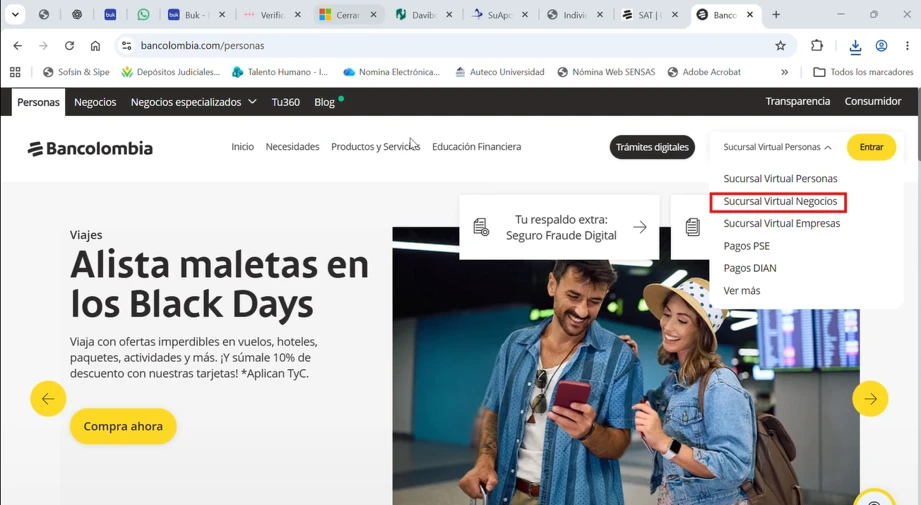 Buk -
Verific
Cerrar
Davibo
SuApo
Indivi
SAT | (
Banco
bancolombia.com/personas
Sofsin & Sipe
Depósitos Judiciales...
Talento Humano - I...
Nomina Electrónica...
Auteco Universidad
Nómina Web SENSAS
Adobe Acrobat
Todos los marcadores
Personas
Negocios
Negocios especializados
Tu360
Blog
Transparencia
Consumidor
Bancolombia
Inicio
Necesidades
Productos y Servicios
Educación Financiera
Trámites digitales
Sucursal Virtual Personas
Entrar
Sucursal Virtual Personas
Sucursal Virtual Negocios
Sucursal Virtual Empresas
Pagos PSE
Pagos DIAN
Ver más
Tu respaldo extra:
Seguro Fraude Digital
Viajes
Alista maletas en
los Black Days
Viaja con ofertas imperdibles en vuelos, hoteles,
paquetes, actividades y más. ¡Y súmale 10% de
descuento con nuestras tarjetas! *Aplican TyC.
Compra ahora